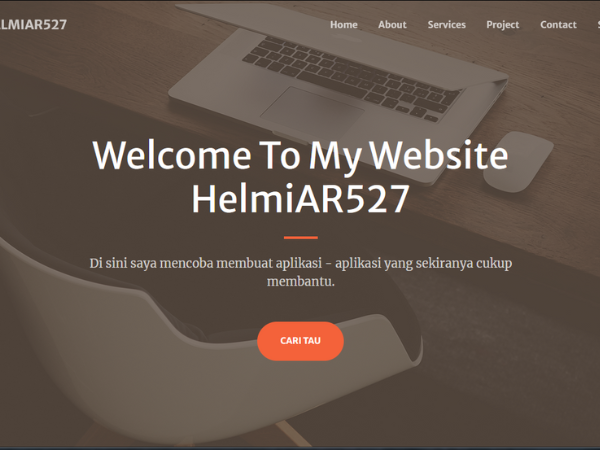 LMIAR527
Home About Services Project Contact S
Welcome To My Website
HelmiAR527
Di sini saya mencoba membuat aplikasi - aplikasi yang sekiranya cukup
membantu.
CARI TAU